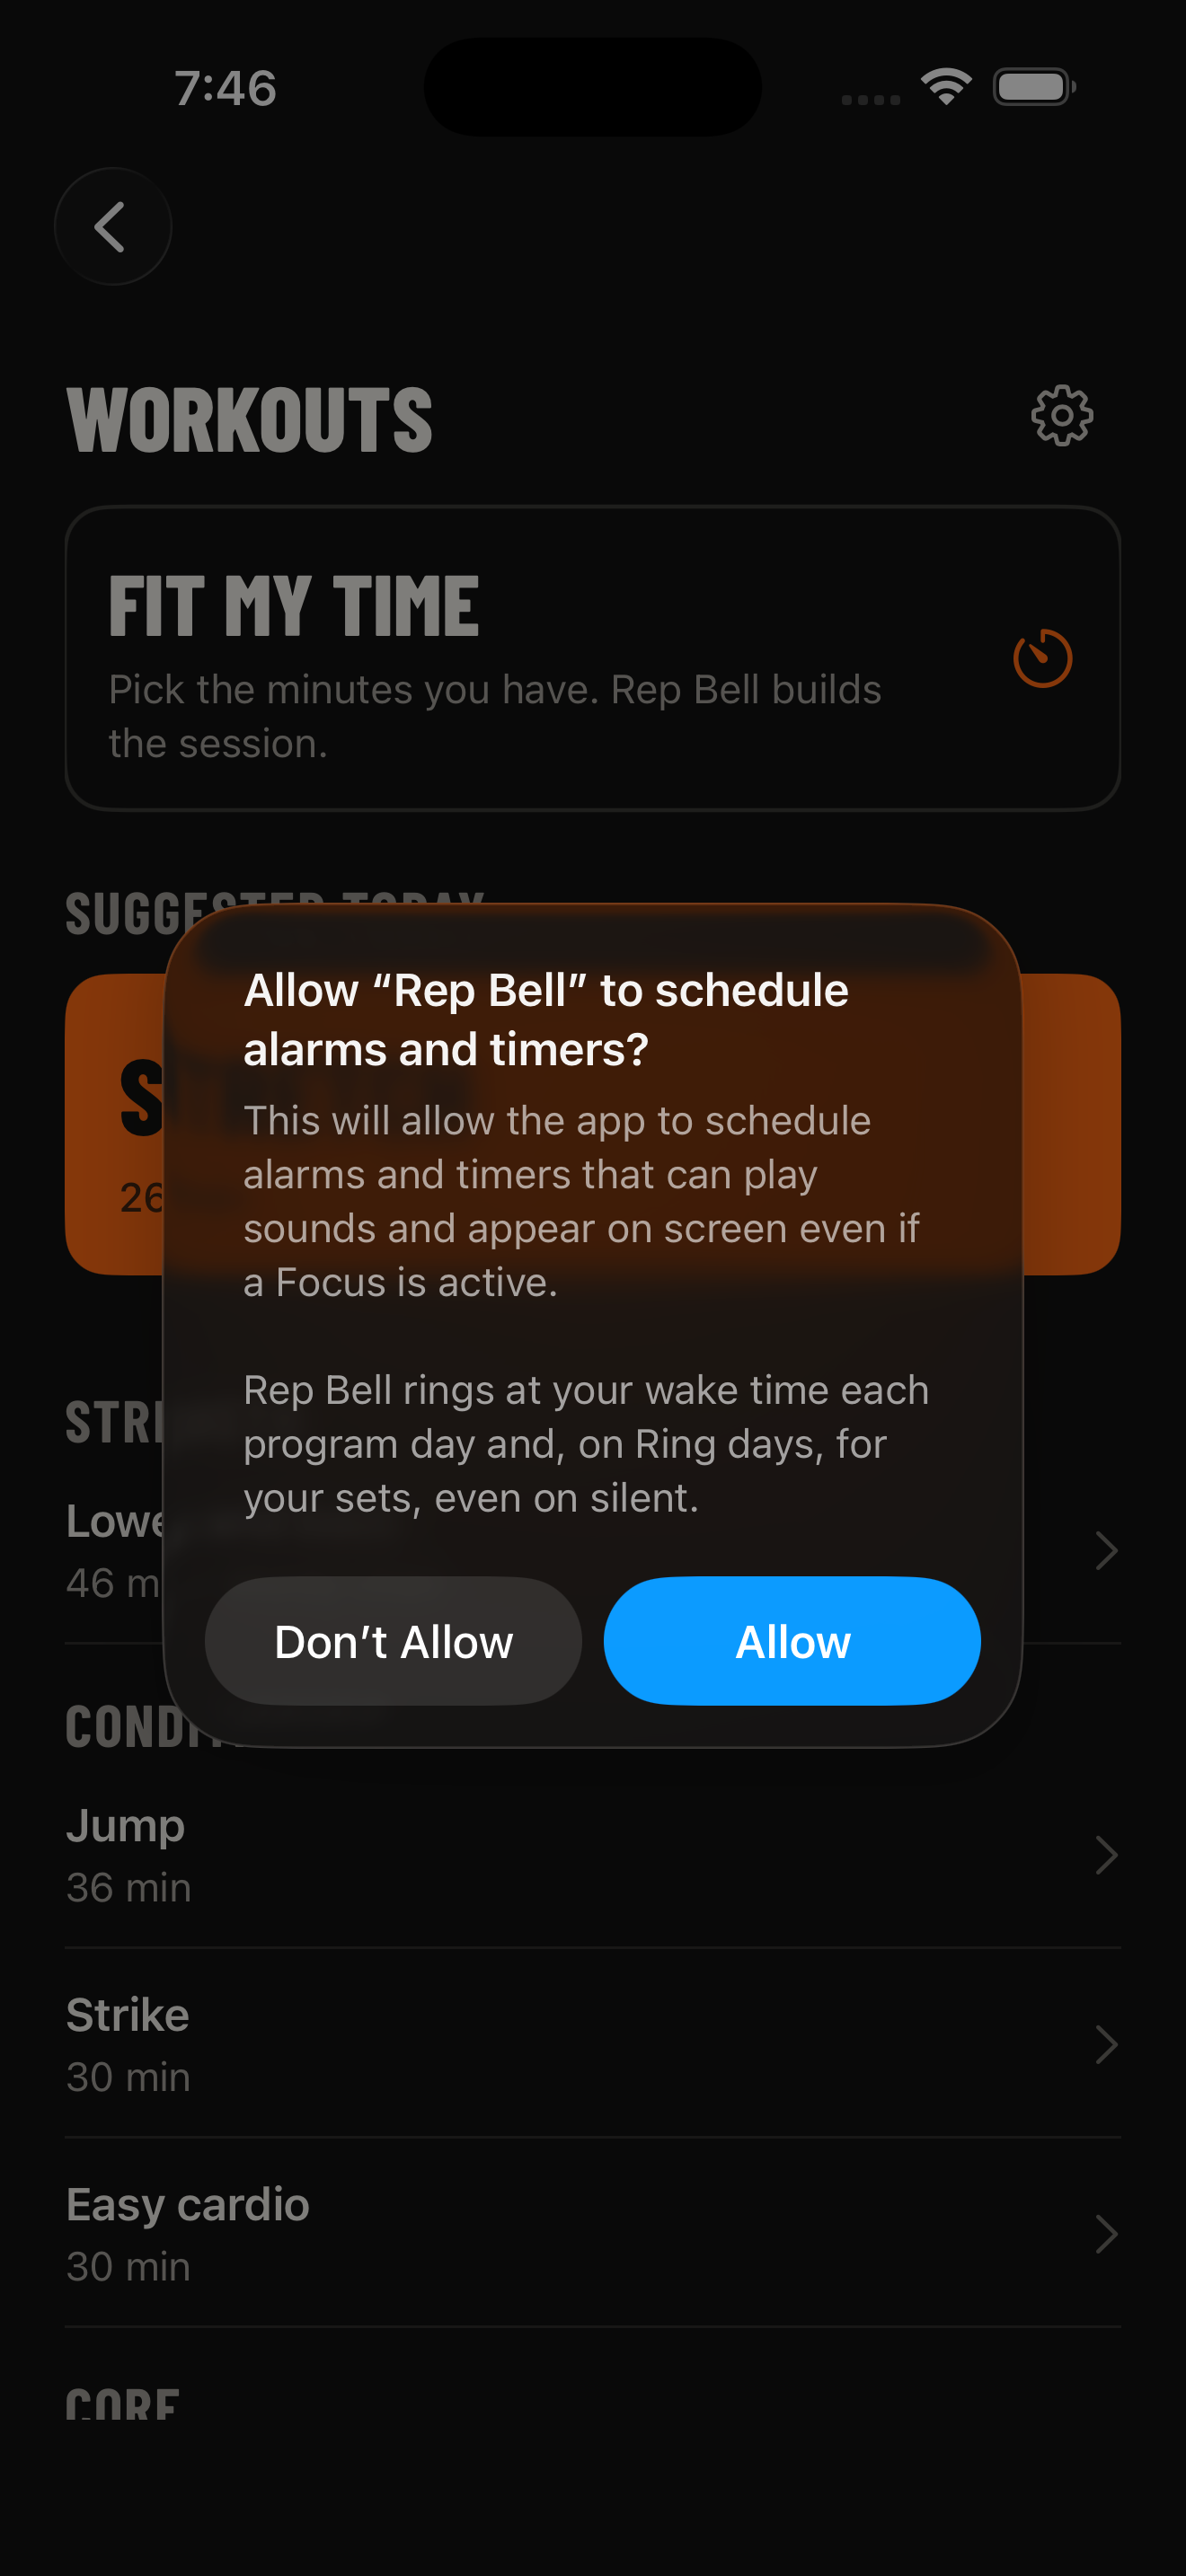 7:46
WORKOUTS
FIT MY TIME
Pick the minutes you have. Rep Bell builds
the session.
SUGGESTED TODAY
Allow “Rep Bell” to schedule
alarms and timers?
This will allow the app to schedule
alarms and timers that can play
sounds and appear on screen even if
a Focus is active.
Rep Bell rings at your wake time each
program day and, on Ring days, for
your sets, even on silent.
Don’t Allow
Allow
46 m
Jump
36 min
Strike
30 min
Easy cardio
30 min
CORE